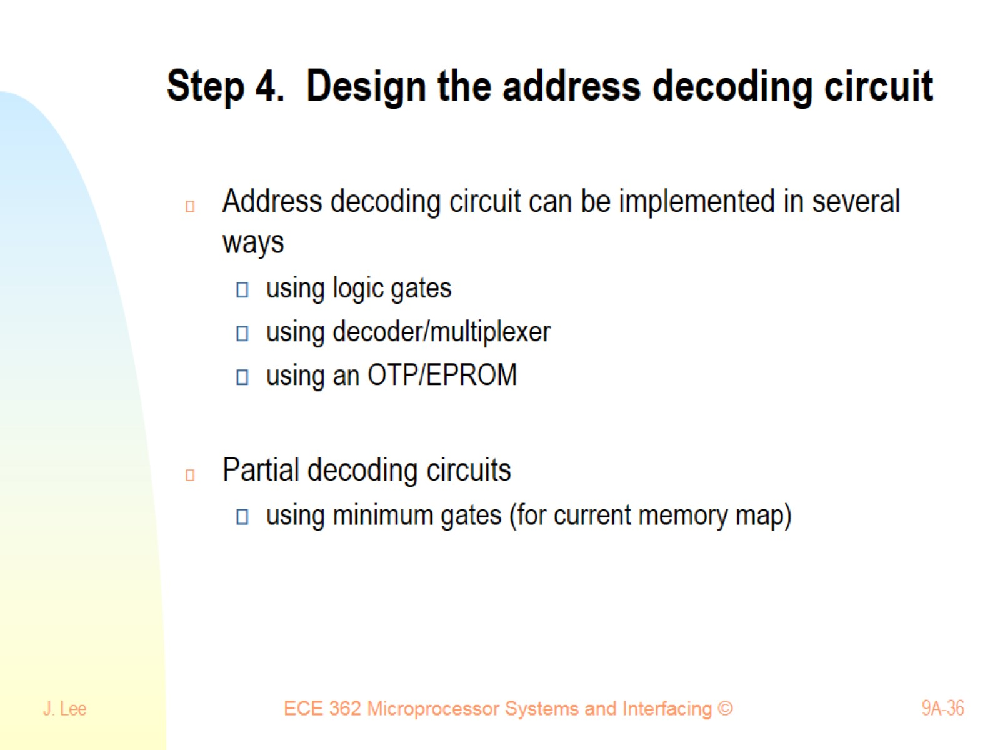 Step 4. Design the address decoding circuit
Address decoding circuit can be implemented in several
ways
using logic gates
using decoder/multiplexer
using an OTP/EPROM
Partial decoding circuits
using minimum gates (for current memory map)
J. Lee
ECE 362 Microprocessor Systems and Interfacing ©
9A-36